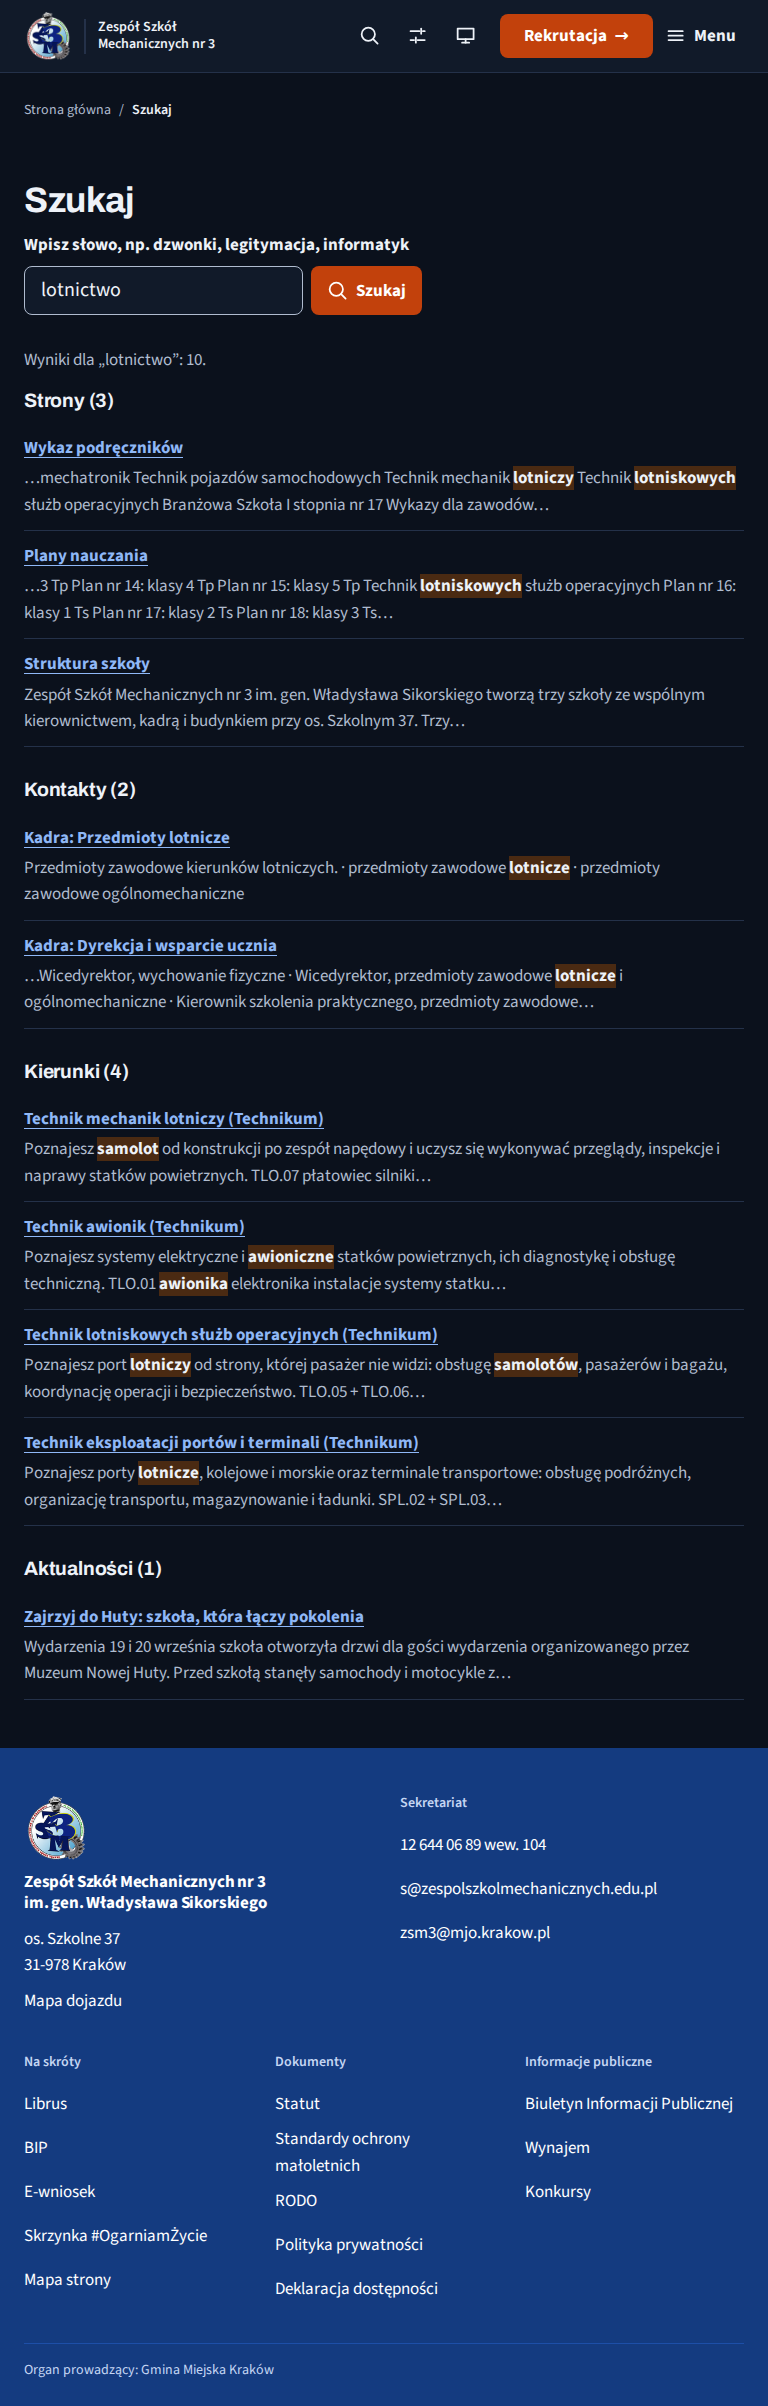 Zespół Szkół
Mechanicznych nr 3
Rekrutacja →
Menu
Strona główna / Szukaj
Szukaj
Wpisz słowo, np. dzwonki, legitymacja, informatyk
lotnictwo
Szukaj
Wyniki dla „lotnictwo”: 10.
Strony (3)
Wykaz podręczników
…mechatronik Technik pojazdów samochodowych Technik mechanik lotniczy Technik lotniskowych
służb operacyjnych Branżowa Szkoła I stopnia nr 17 Wykazy dla zawodów…
Plany nauczania
…3 Tp Plan nr 14: klasy 4 Tp Plan nr 15: klasy 5 Tp Technik lotniskowych służb operacyjnych Plan nr 16:
klasy 1 Ts Plan nr 17: klasy 2 Ts Plan nr 18: klasy 3 Ts…
Struktura szkoły
Zespół Szkół Mechanicznych nr 3 im. gen. Władysława Sikorskiego tworzą trzy szkoły ze wspólnym
kierownictwem, kadrą i budynkiem przy os. Szkolnym 37. Trzy…
Kontakty (2)
Kadra: Przedmioty lotnicze
Przedmioty zawodowe kierunków lotniczych. · przedmioty zawodowe lotnicze · przedmioty
zawodowe ogólnomechaniczne
Kadra: Dyrekcja i wsparcie ucznia
…Wicedyrektor, wychowanie fizyczne · Wicedyrektor, przedmioty zawodowe lotnicze i
ogólnomechaniczne · Kierownik szkolenia praktycznego, przedmioty zawodowe…
Kierunki (4)
Technik mechanik lotniczy (Technikum)
Poznajesz samolot od konstrukcji po zespół napędowy i uczysz się wykonywać przeglądy, inspekcje i
naprawy statków powietrznych. TLO.07 płatowiec silniki…
Technik awionik (Technikum)
Poznajesz systemy elektryczne i awioniczne statków powietrznych, ich diagnostykę i obsługę
techniczną. TLO.01 awionika elektronika instalacje systemy statku…
Technik lotniskowych służb operacyjnych (Technikum)
Poznajesz port lotniczy od strony, której pasażer nie widzi: obsługę samolotów, pasażerów i bagażu,
koordynację operacji i bezpieczeństwo. TLO.05 + TLO.06…
Technik eksploatacji portów i terminali (Technikum)
Poznajesz porty lotnicze, kolejowe i morskie oraz terminale transportowe: obsługę podróżnych,
organizację transportu, magazynowanie i ładunki. SPL.02 + SPL.03…
Aktualności (1)
Zajrzyj do Huty: szkoła, która łączy pokolenia
Wydarzenia 19 i 20 września szkoła otworzyła drzwi dla gości wydarzenia organizowanego przez
Muzeum Nowej Huty. Przed szkołą stanęły samochody i motocykle z…
Zespół Szkół Mechanicznych nr 3
im. gen. Władysława Sikorskiego
os. Szkolne 37
31-978 Kraków
Mapa dojazdu
Sekretariat
12 644 06 89 wew. 104
s@zespolszkolmechanicznych.edu.pl
zsm3@mjo.krakow.pl
Na skróty
Librus
BIP
E-wniosek
Skrzynka #OgarniamŻycie
Mapa strony
Dokumenty
Statut
Standardy ochrony
małoletnich
RODO
Polityka prywatności
Deklaracja dostępności
Informacje publiczne
Biuletyn Informacji Publicznej
Wynajem
Konkursy
Organ prowadzący: Gmina Miejska Kraków